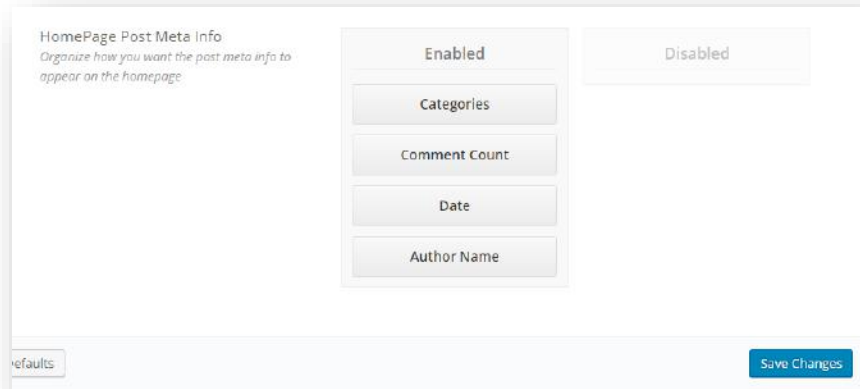 HomePage Post Meta Info
Organize how you want the post meta info to
appear on the homepage
Enabled
Disabled
Categories
Comment Count
Date
Author Name
efaults
Save Changes